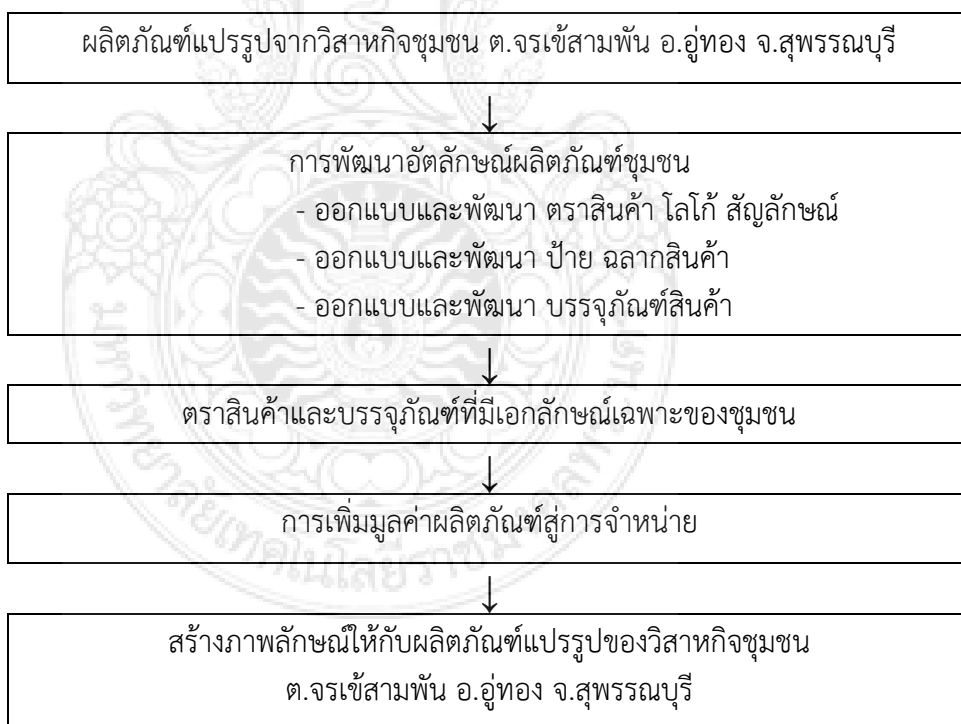 ผลิตภัณฑ์แปรรูปจากวิสาหกิจชุมชน ต.จรเข้สามพัน อ.อู่ทอง จ.สุพรรณบุรี
การพัฒนาอัตลักษณ์ผลิตภัณฑ์ชุมชน
- ออกแบบและพัฒนา ตราสินค้า โลโก้ สัญลักษณ์
- ออกแบบและพัฒนา ป้าย ฉลากสินค้า
- ออกแบบและพัฒนา บรรจุภัณฑ์สินค้า
ตราสินค้าและบรรจุภัณฑ์ที่มีเอกลักษณ์เฉพาะของชุมชน
การเพิ่มมูลค่าผลิตภัณฑ์สู่การจำหน่าย
สร้างภาพลักษณ์ให้กับผลิตภัณฑ์แปรรูปของวิสาหกิจชุมชน
ต.จรเข้สามพัน อ.อู่ทอง จ.สุพรรณบุรี